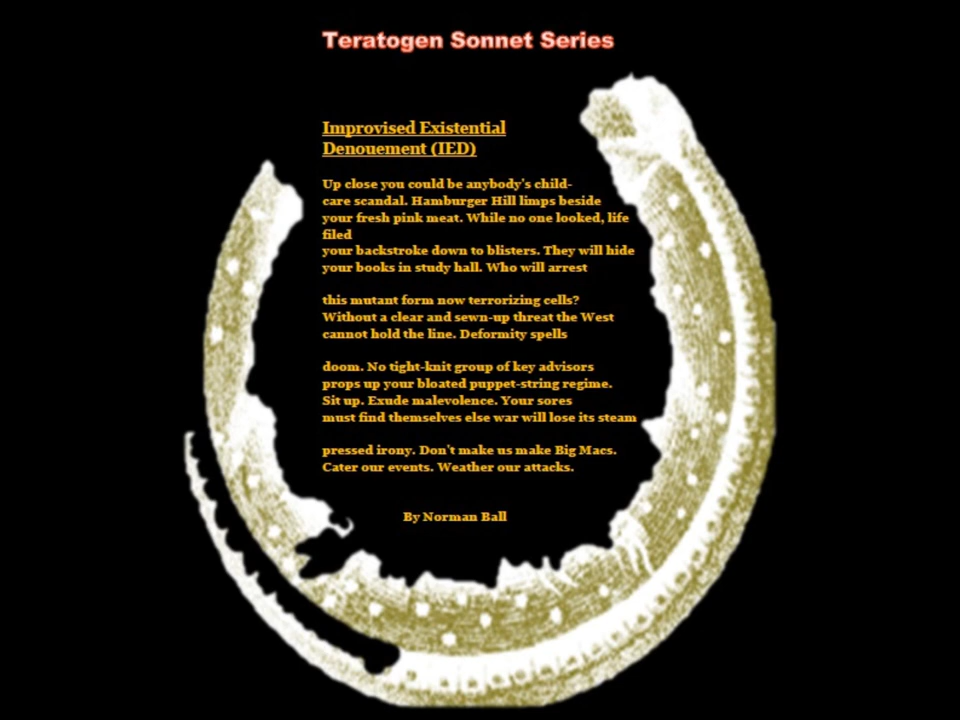 Teratogen Sonnet Series
Improvised Existential
Denouement (IED)
Up close you could be anybody's child-
care scandal. Hamburger Hill limps beside
your fresh pink meat. While no one looked, life
filed
your backstroke down to blisters. They will hide
your books in study hall. Who will arrest
this mutant form now terrorizing cells?
Without a clear and sewn-up threat the West
cannot hold the line. Deformity spells
doom. No tight-knit group of key advisors
props up your bloated puppet-string regime.
Sit up. Exude malevolence. Your sores
must find themselves else war will lose its steam
pressed irony. Don't make us make Big Macs.
Cater our events. Weather our attacks.
By Norman Ball